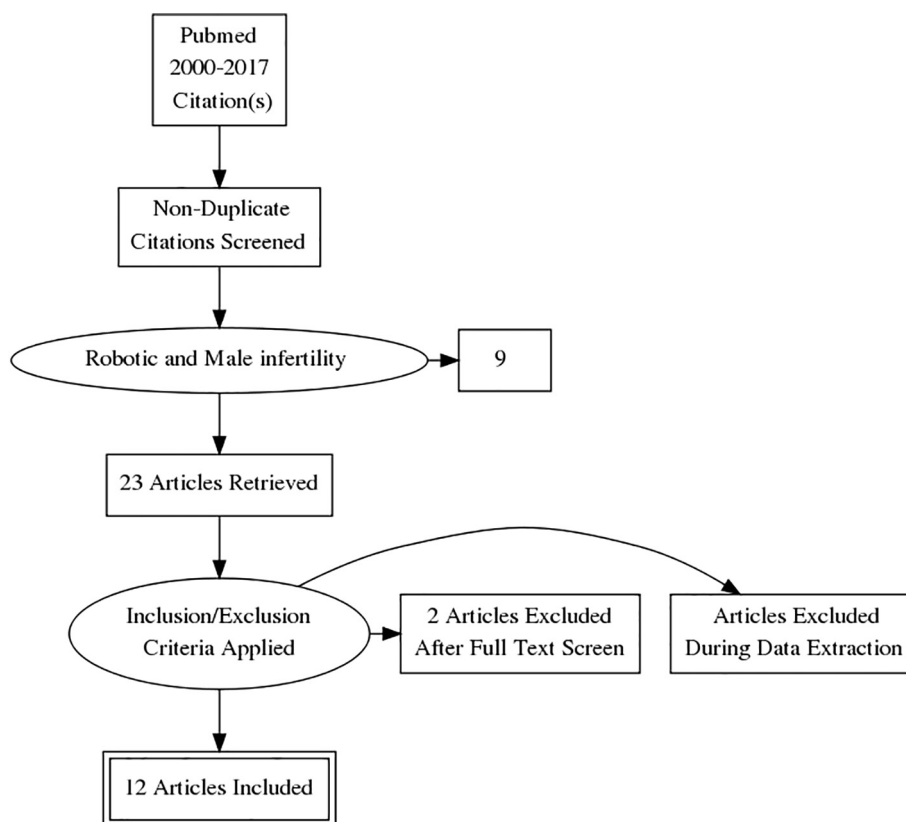 Pubmed
2000-2017
Citation(s)
Non-Duplicate
Citations Screened
Robotic and Male infertility
9
23 Articles Retrieved
Inclusion/Exclusion
Criteria Applied
2 Articles Excluded
After Full Text Screen
Articles Excluded
During Data Extraction
12 Articles Included